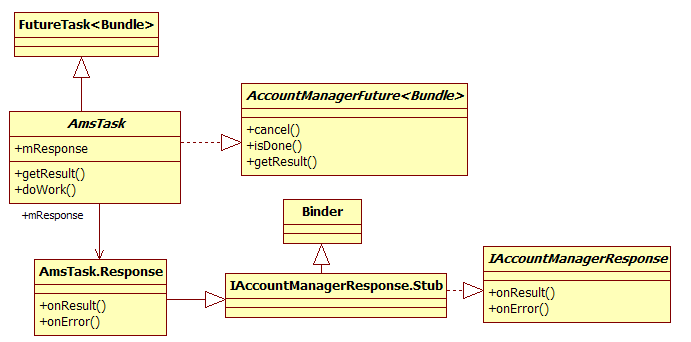 FutureTask<Bundle>
AmsTask
+mResponse
+getResult()
+doWork()
AccountManagerFuture<Bundle>
+cancel()
+isDone()
+getResult()
+mResponse
Binder
AmsTask.Response
+onResult()
+onError()
IAccountManagerResponse.Stub
IAccountManagerResponse
+onResult()
+onError()